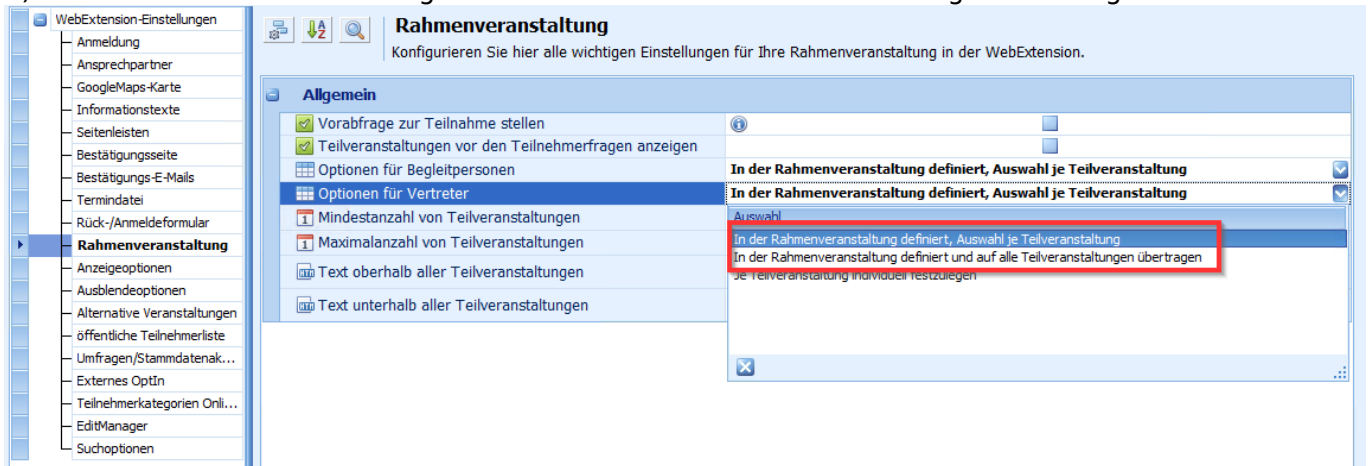 WebExtension-Einstellungen
Anmeldung
Ansprechpartner
GoogleMaps-Karte
Informationstexte
Seitenleisten
Bestätigungsseite
Bestätigungs-E-Mails
Termindatei
Rück-/Anmeldeformular
Rahmenveranstaltung
Anzeigeoptionen
Ausblendeoptionen
Alternative Veranstaltungen
öffentliche Teilnehmerliste
Umfragen/Stammdatenak...
Externes OptIn
Teilnehmerkategorien Onli...
EditManager
Suchoptionen
Rahmenveranstaltung
Konfigurieren Sie hier alle wichtigen Einstellungen für Ihre Rahmenveranstaltung in der WebExtension.
Allgemein
Vorabfrage zur Teilnahme stellen
Teilveranstaltungen vor den Teilnehmerfragen anzeigen
Optionen für Begleitpersonen In der Rahmenveranstaltung definiert, Auswahl je Teilveranstaltung
Optionen für Vertreter In der Rahmenveranstaltung definiert, Auswahl je Teilveranstaltung
Mindestanzahl von Teilveranstaltungen
Maximalanzahl von Teilveranstaltungen
Text oberhalb aller Teilveranstaltungen
Text unterhalb aller Teilveranstaltungen
Auswahl
In der Rahmenveranstaltung definiert, Auswahl je Teilveranstaltung
In der Rahmenveranstaltung definiert und auf alle Teilveranstaltungen übertragen
Je Teilveranstaltung individuell festzulegen